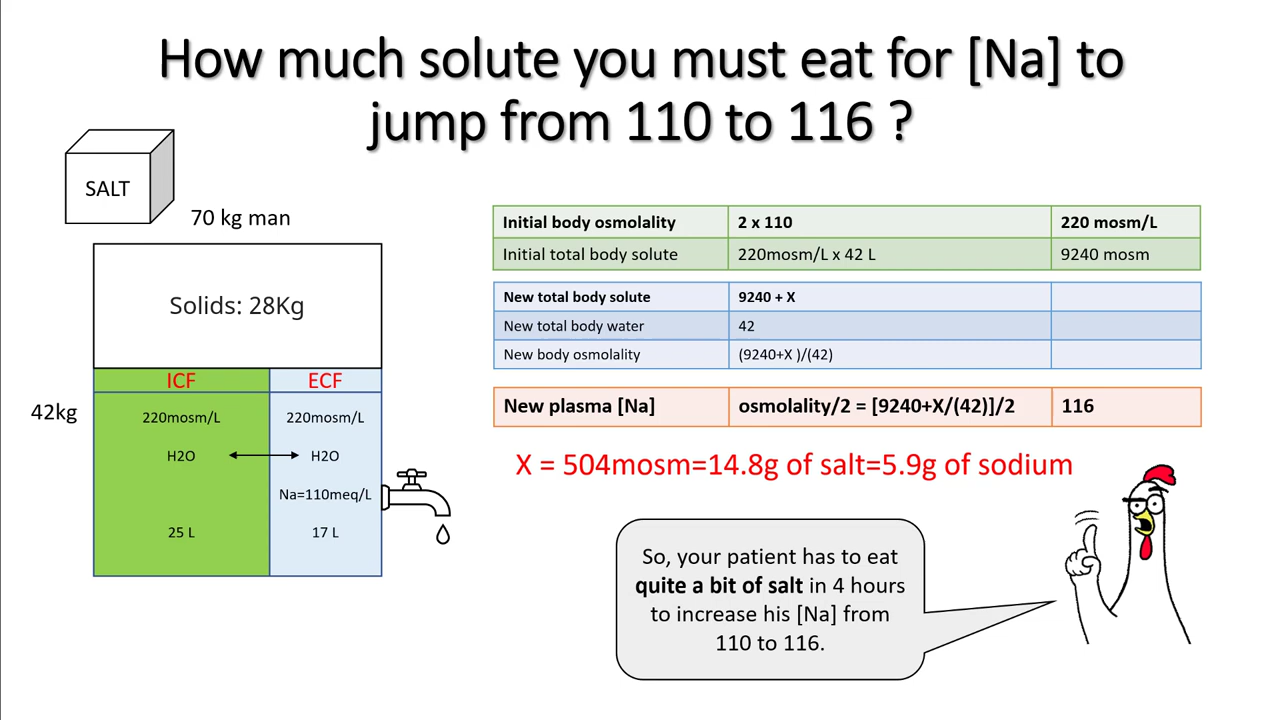 How much solute you must eat for [Na] to
jump from 110 to 116 ?
SALT
70 kg man
Solids: 28Kg
42kg
ICF ECF
220mosm/L 220mosm/L
H2O H2O
Na=110meq/L
25 L 17 L
Initial body osmolality 2 x 110 220 mosm/L
Initial total body solute 220mosm/L x 42 L 9240 mosm
New total body solute 9240 + X
New total body water 42
New body osmolality (9240+X )/(42)
New plasma [Na] osmolality/2 = [9240+X/(42)]/2 116
X = 504mosm=14.8g of salt=5.9g of sodium
So, your patient has to eat
quite a bit of salt in 4 hours
to increase his [Na] from
110 to 116.